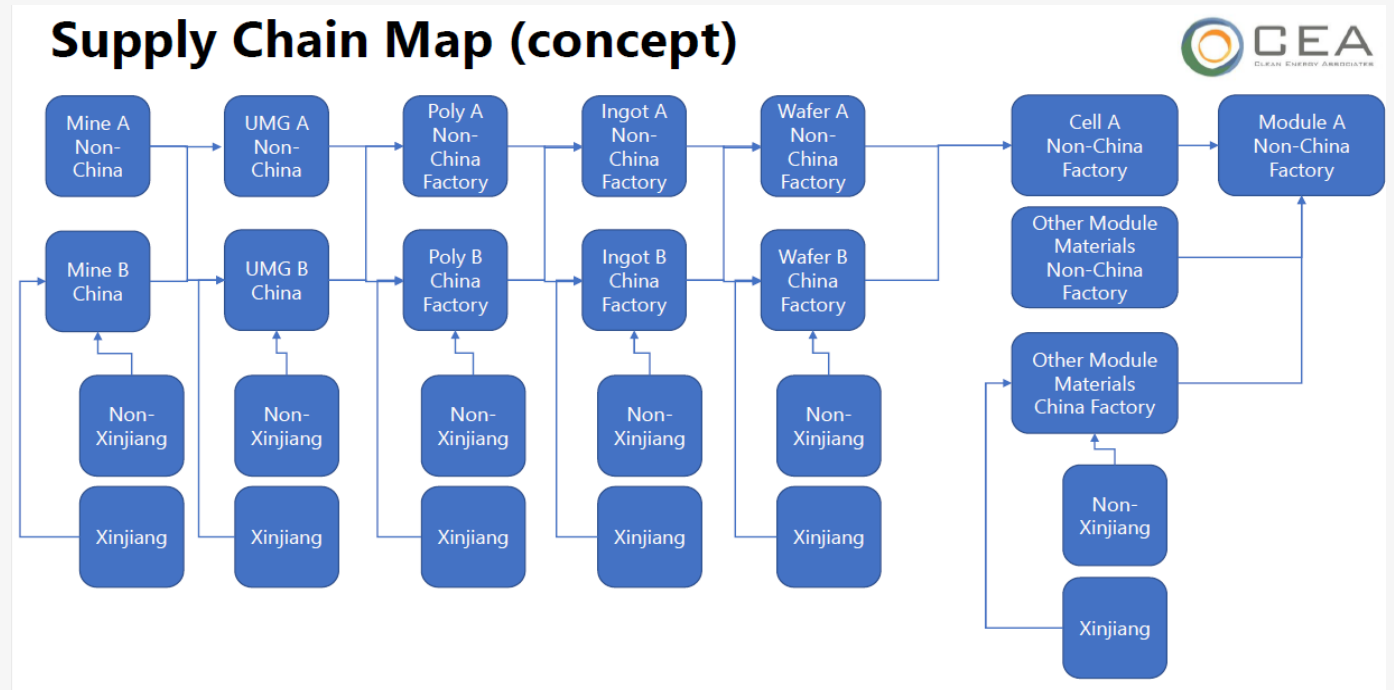 Supply Chain Map (concept)
CEA
CLEAN ENERGY ASSOCIATES
Mine A
Non-
China
UMG A
Non-
China
Poly A
Non-
China
Factory
Ingot A
Non-
China
Factory
Wafer A
Non-
China
Factory
Cell A
Non-China
Factory
Module A
Non-China
Factory
Mine B
China
UMG B
China
Poly B
China
Factory
Ingot B
China
Factory
Wafer B
China
Factory
Other Module
Materials
Non-China
Factory
Other Module
Materials
China Factory
Non-
Xinjiang
Non-
Xinjiang
Non-
Xinjiang
Non-
Xinjiang
Non-
Xinjiang
Non-
Xinjiang
Xinjiang
Xinjiang
Xinjiang
Xinjiang
Xinjiang
Xinjiang